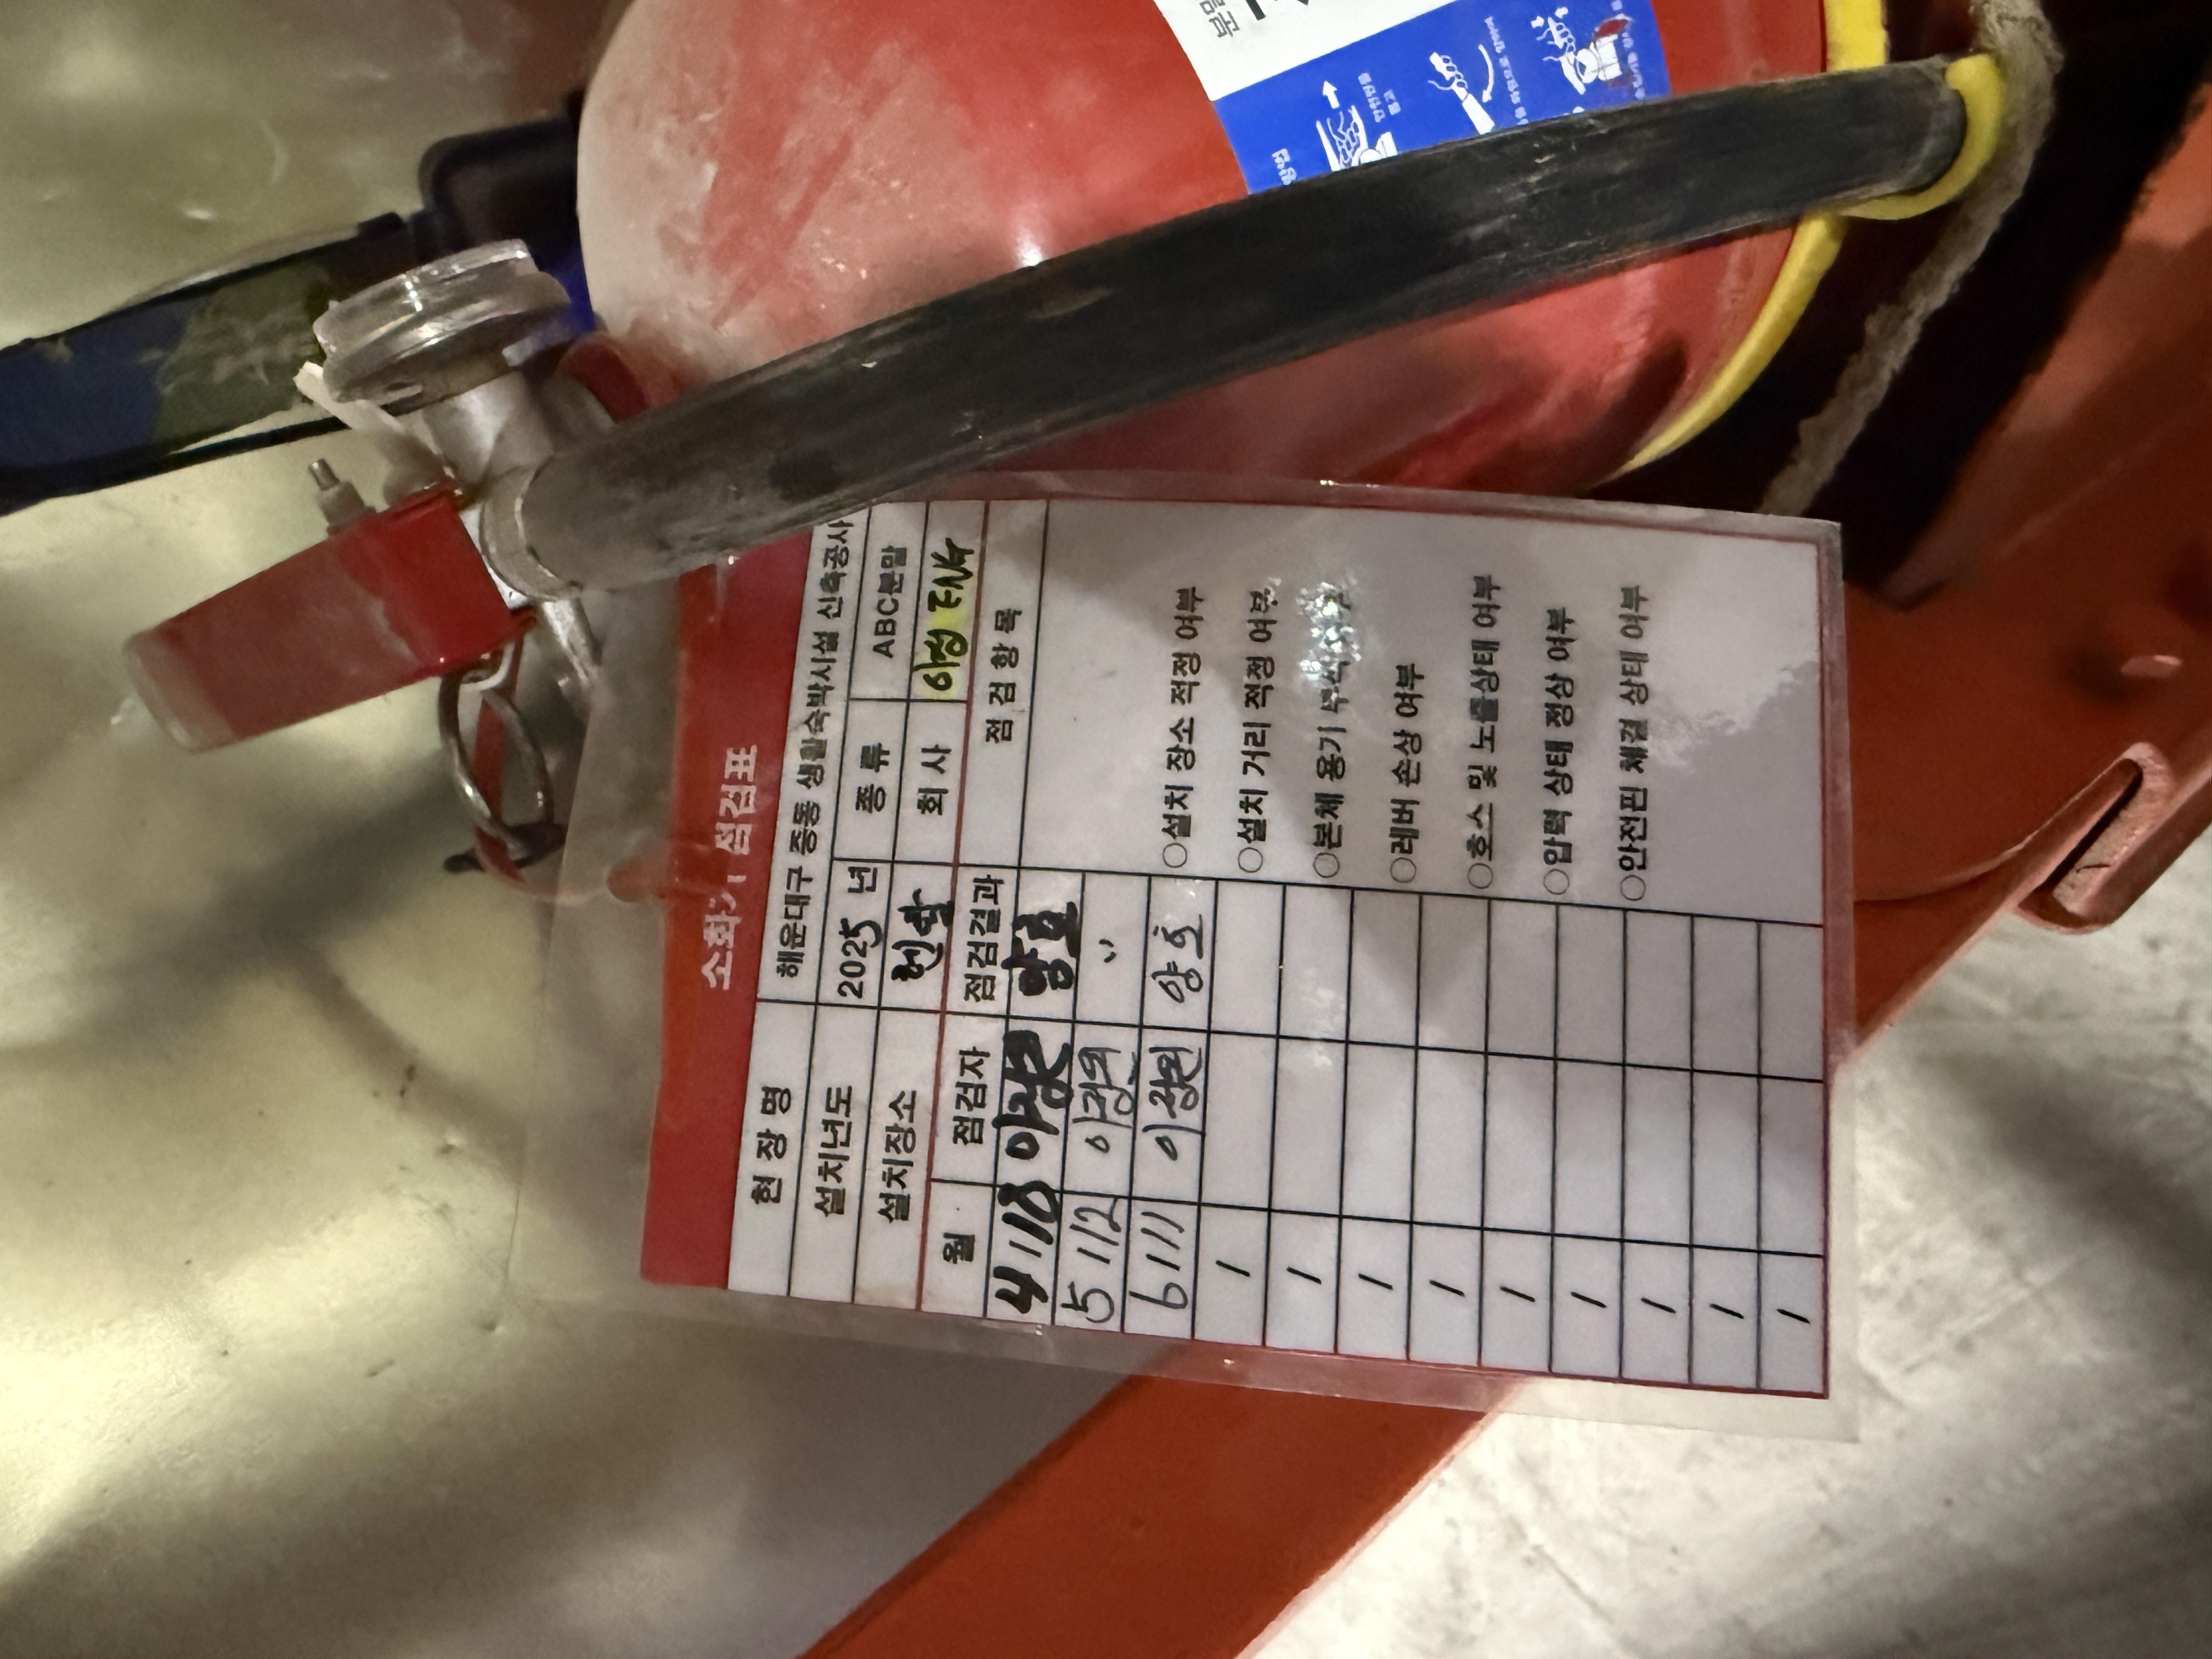 소화기 점검표
현 장 명 해운대구 중동 생활숙박시설 신축공사
설치년도 2025 년 종 류 ABC분말
설치장소 렌탈 회 사 이정 ENG
월 점검자 점검결과 점 검 항 목
4/18 양호
5/12 〃
6/11 양호
/
/
/
/
/
/
/
/
/
○설치 장소 적정 여부
○설치 거리 적정 여부
○본체 용기 부식 여부
○레버 손상 여부
○호스 및 노즐상태 여부
○압력 상태 정상 여부
○안전핀 체결 상태 여부